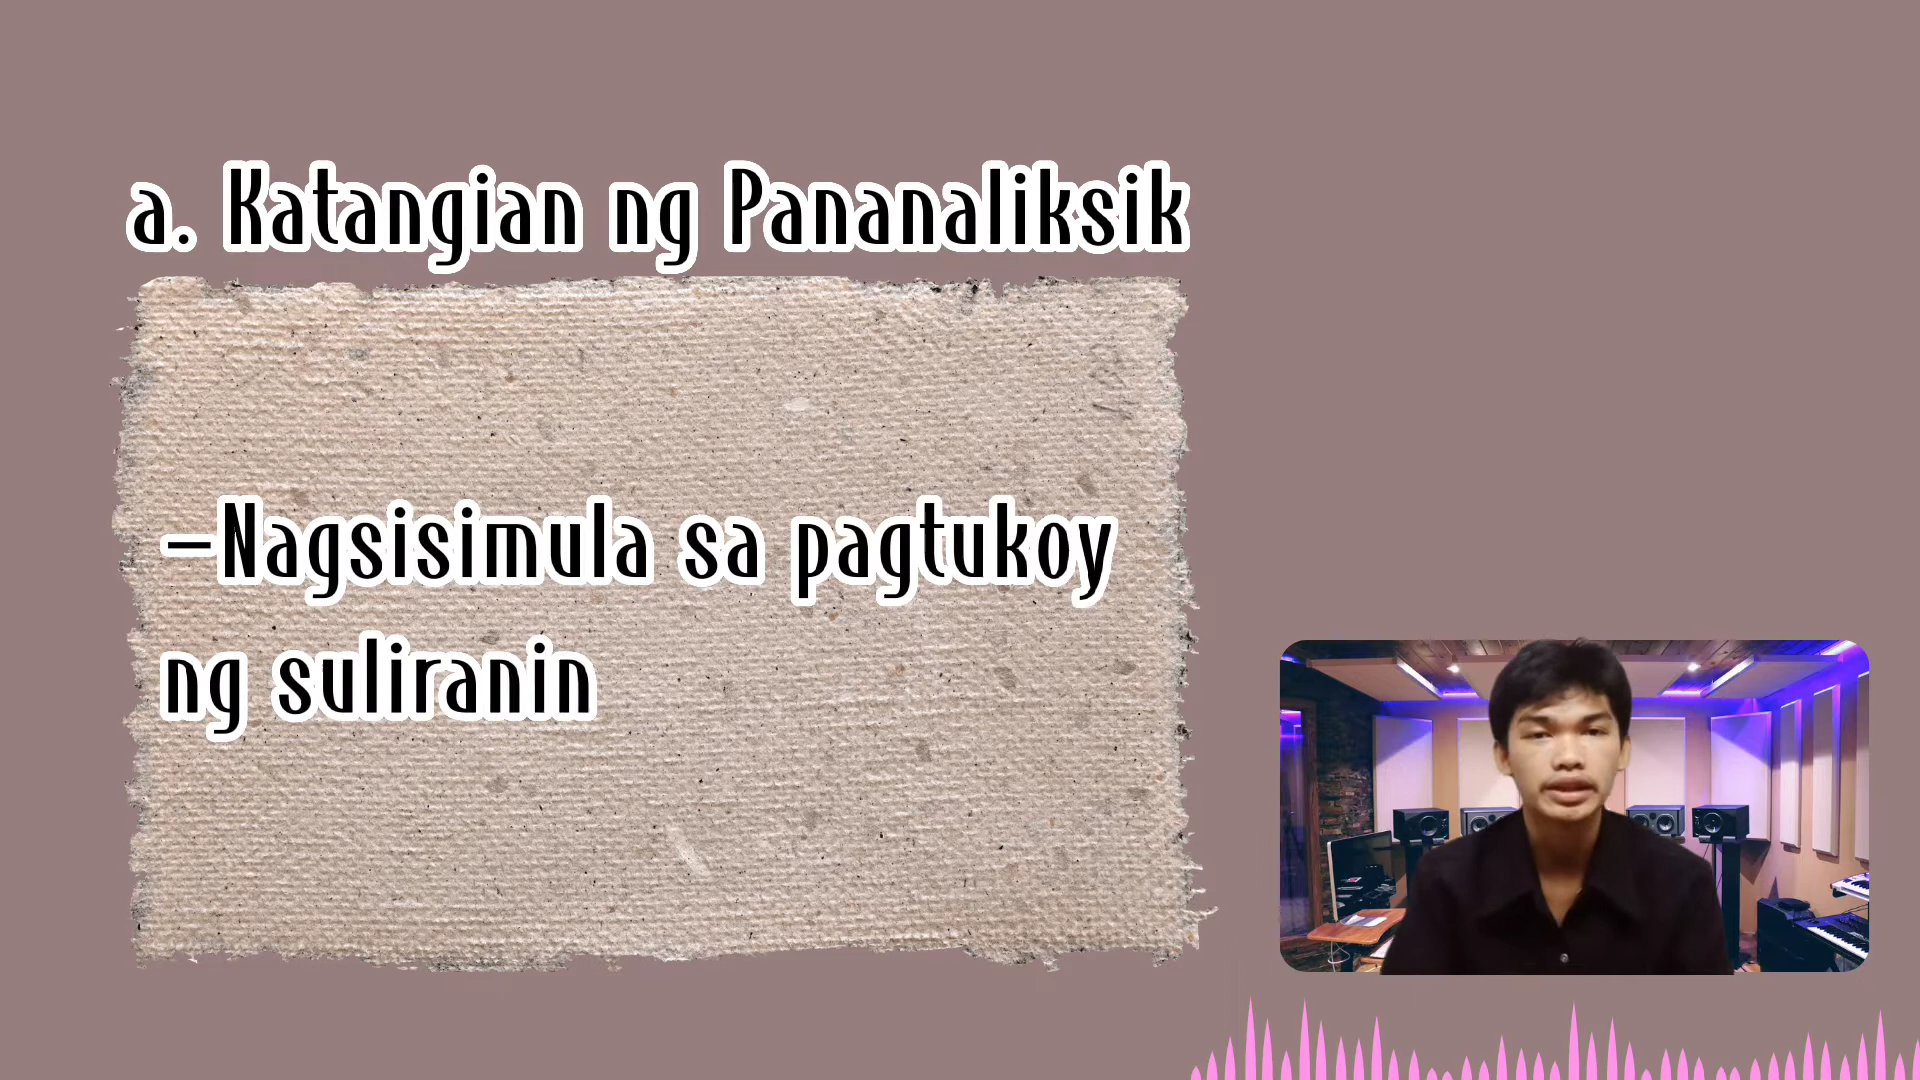 a. Katangian ng Pananaliksik
-Nagsisimula sa pagtukoy
ng suliranin